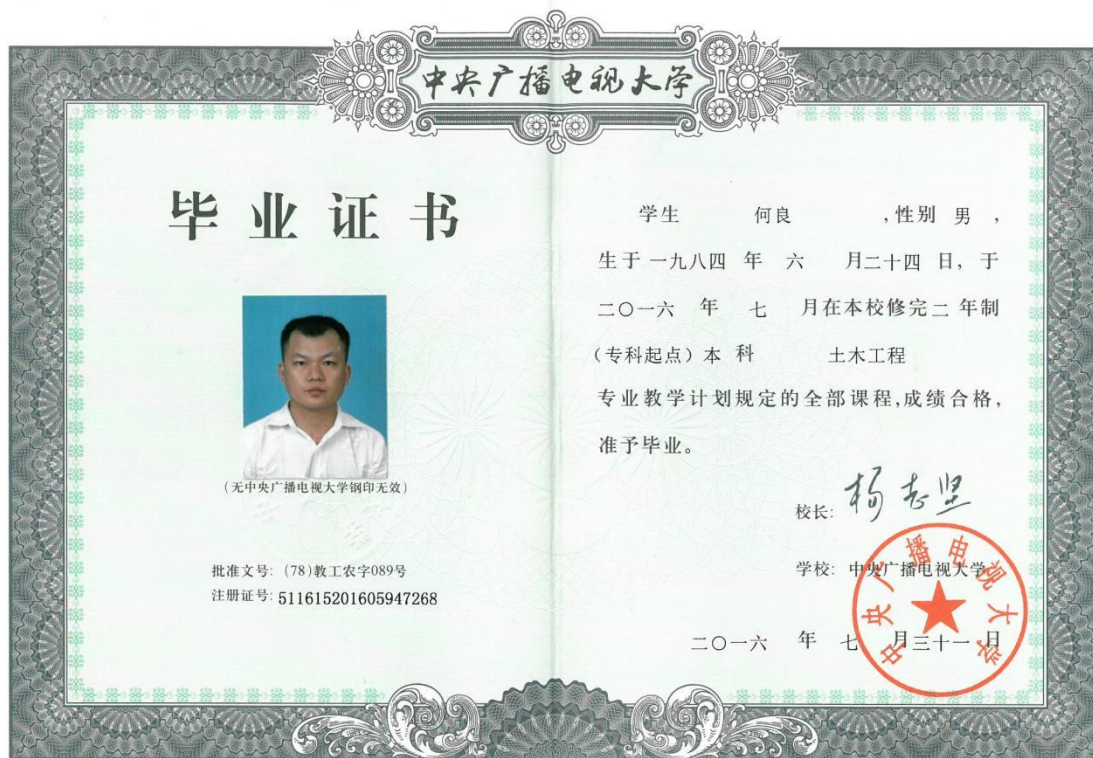 中央广播电视大学
毕业证书
(无中央广播电视大学钢印无效)
批准文号: (78)教工农字089号
注册证号: 511615201605947268
学生 何良 ,性别 男 ,
生于 一九八四 年 六 月二十四 日, 于
二〇一六 年 七 月在本校修完二 年制
(专科起点) 本 科 土木工程
专业教学计划规定的全部课程,成绩合格,
准予毕业。
校长: 杨志坚
学校: 中央广播电视大学
中央广播电视大学
二〇一六 年 七 月三十一 日